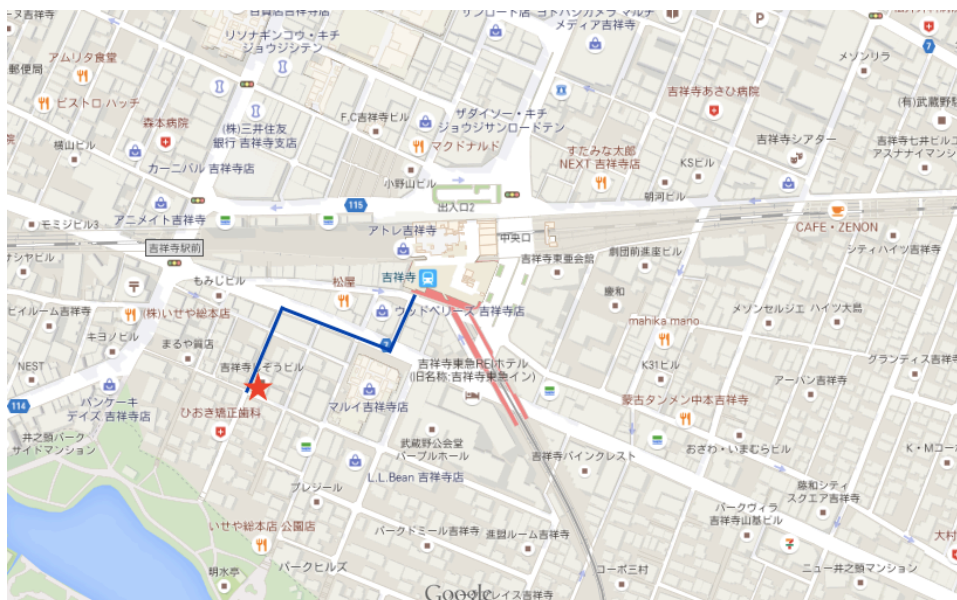 リソナギンコウ・キチ
ジョウジシテン
メディア吉祥寺
アムリタ食堂
郵便局
メゾンリラ
7
ビストロ ハッチ
吉祥寺あさひ病院
(有)武蔵野
森本病院
F,C吉祥寺ビル
ザダイソー・キチ
ジョウジサンロードテン
(株)三井住友
銀行 吉祥寺支店
横山ビル
マクドナルド
吉祥寺シアター
吉祥寺七井ビル
アスナナイマンシ
すたみな太郎
NEXT 吉祥寺店
カーニバル 吉祥寺店
KSビル
小野山ビル
朝河ビル
115
出入口2
アニメイト吉祥寺
モミジビル3
アトレ吉祥寺
中央口
CAFE・ZENON
吉祥寺駅前
劇団前進座ビル
シティハイツ吉祥寺
サシヤビル
吉祥寺東亜会館
もみじビル
松屋
吉祥寺
慶和
(株)いせや総本店
ウッドベリーズ 吉祥寺店
メゾンセルジェ
ハイツ大島
ビイルーム吉祥寺
mahika mano
キヨノビル
まるや質店
グランティス吉祥寺
NEST
吉祥寺東急REIホテル
(旧名称:吉祥寺東急イン)
K31ビル
アーバン吉祥寺
114
パンケーキ
デイズ 吉祥寺店
ひおき矯正歯科
マルイ吉祥寺店
蒙古タンメン中本吉祥寺
井之頭パーク
サイドマンション
武蔵野公会堂
パープルホール
吉祥寺パインクレスト
おざわ・いまむらビル
K・Mコー
L.L.Bean 吉祥寺店
藤和シティ
スクエア吉祥寺
プレジール
パークヴィラ
吉祥寺山基ビル
いせや総本店 公園店
パークドミール吉祥寺
進盟ルーム吉祥寺
大村
明水亭
パークヒルズ
コーポ三村
ニュー井之頭マンション
Google
レイス吉祥寺